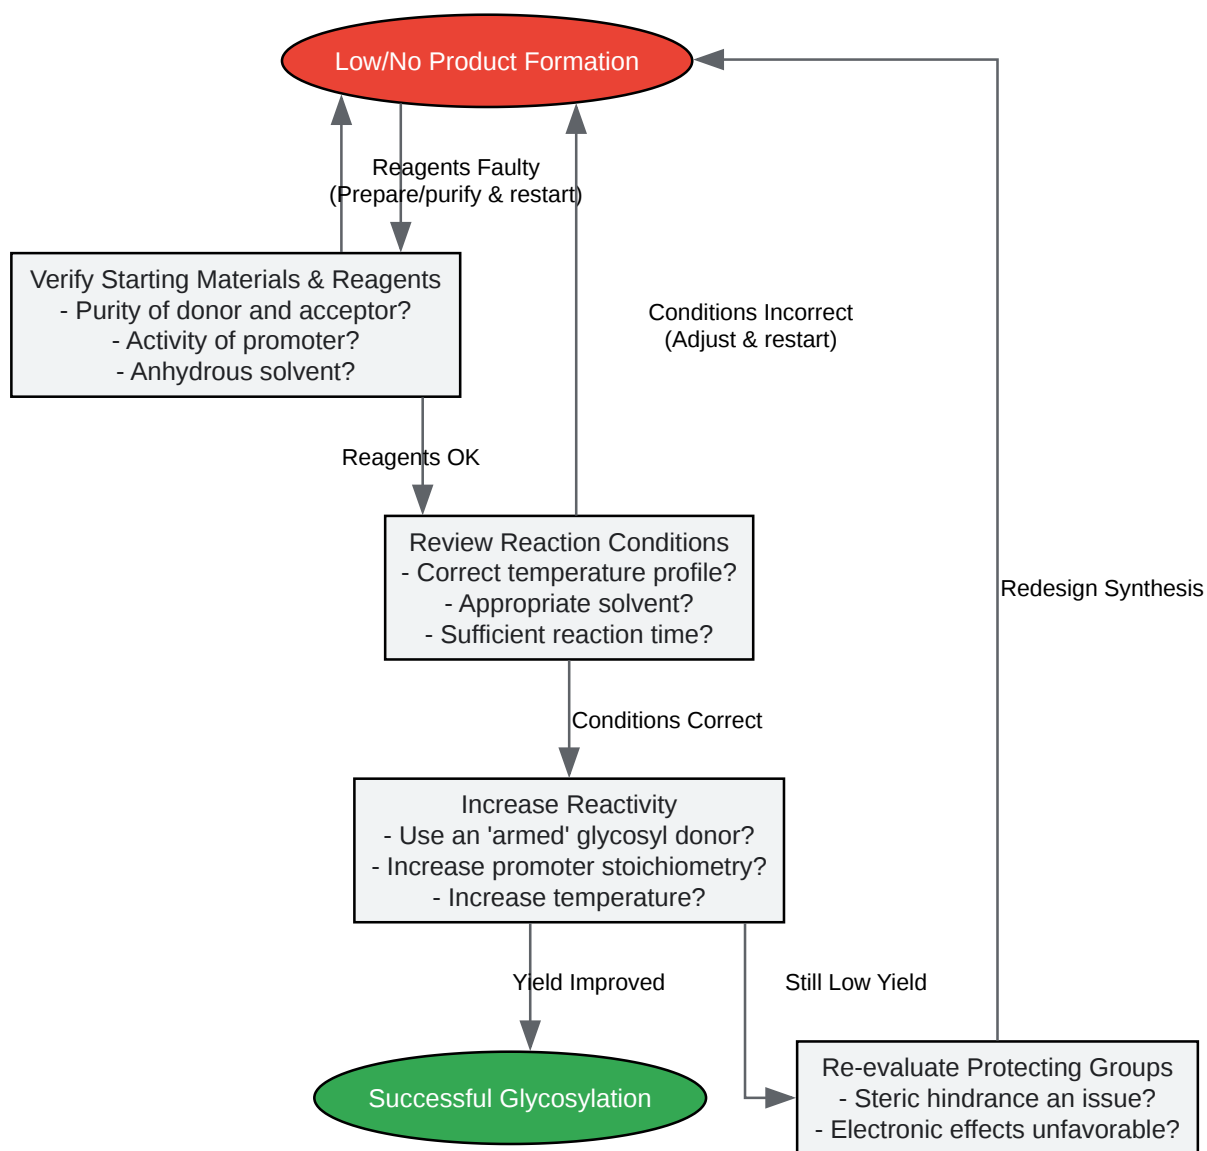 Low/No Product Formation
Reagents Faulty
(Prepare/purify & restart)
Verify Starting Materials & Reagents
- Purity of donor and acceptor?
- Activity of promoter?
- Anhydrous solvent?
Conditions Incorrect
(Adjust & restart)
Reagents OK
Review Reaction Conditions
- Correct temperature profile?
- Appropriate solvent?
- Sufficient reaction time?
Redesign Synthesis
Conditions Correct
Increase Reactivity
- Use an 'armed' glycosyl donor?
- Increase promoter stoichiometry?
- Increase temperature?
Yield Improved
Still Low Yield
Successful Glycosylation
Re-evaluate Protecting Groups
- Steric hindrance an issue?
- Electronic effects unfavorable?